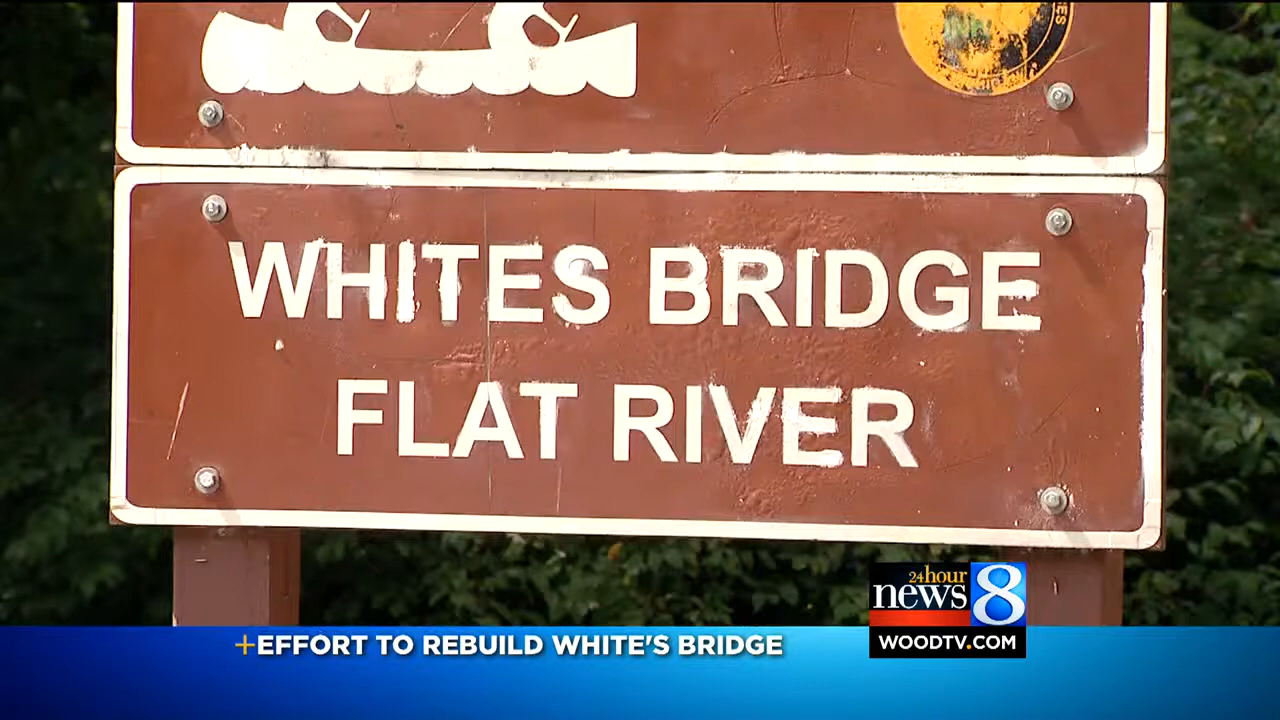 WHITES BRIDGE
FLAT RIVER
24hour
news 8
WOODTV.COM
+EFFORT TO REBUILD WHITE'S BRIDGE